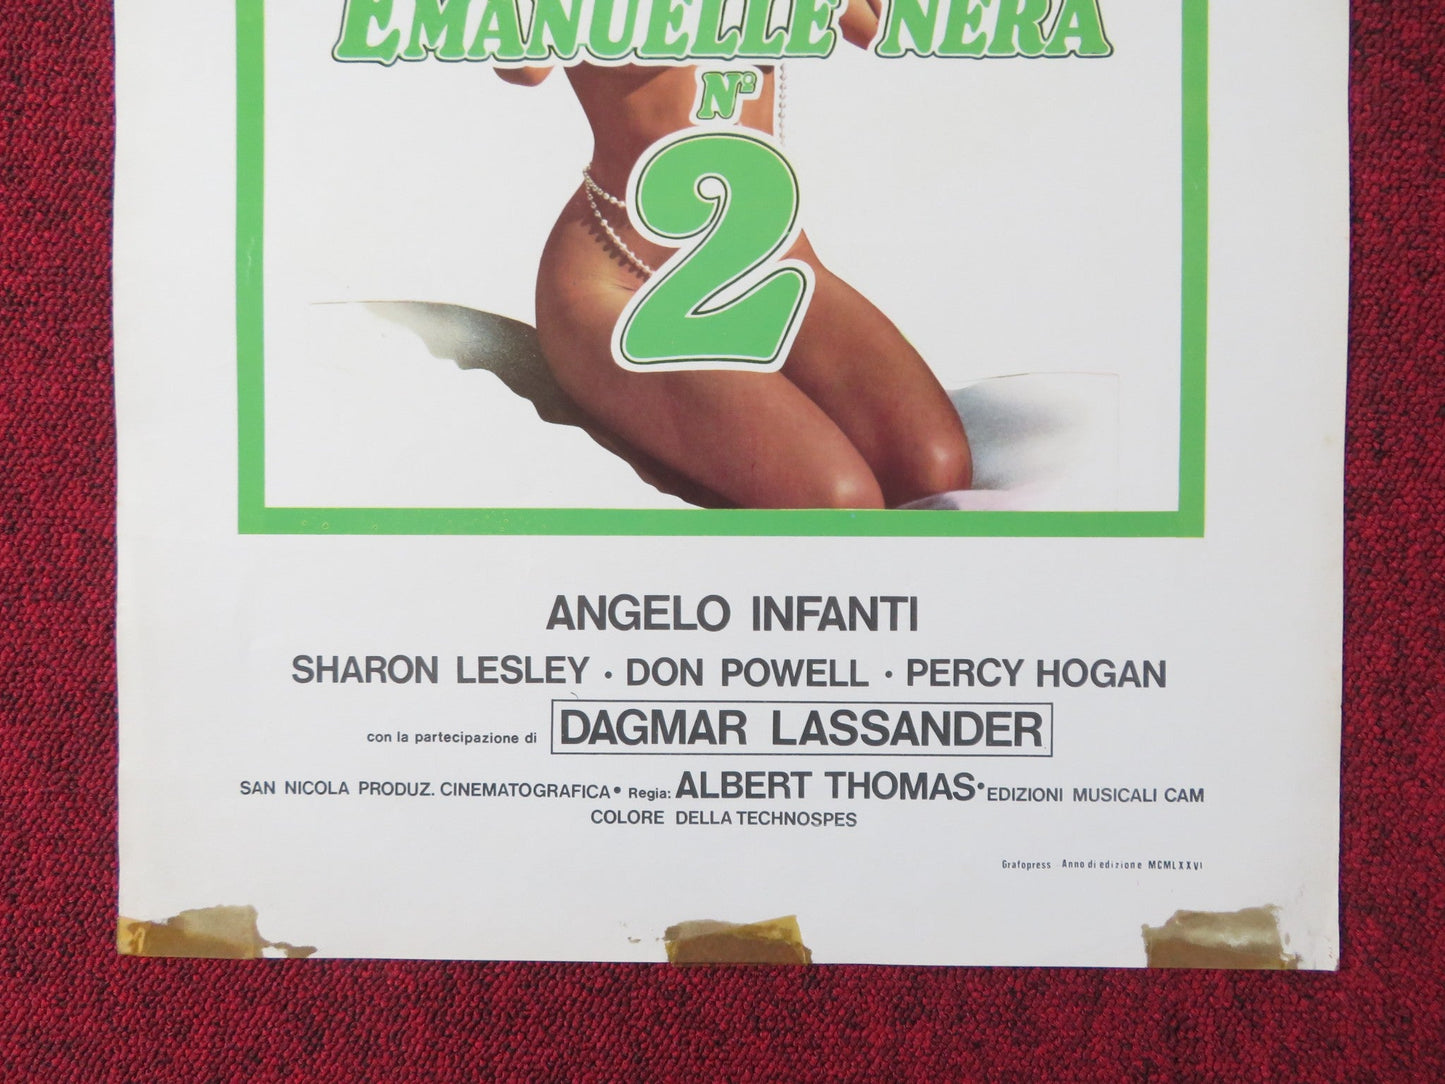 EMANUELLE NERA
Nº
2
ANGELO INFANTI
SHARON LESLEY • DON POWELL • PERCY HOGAN
con la partecipazione di DAGMAR LASSANDER
SAN NICOLA PRODUZ. CINEMATOGRAFICA • Regia: ALBERT THOMAS • EDIZIONI MUSICALI CAM
COLORE DELLA TECHNOSPES
Grafopress Anno di edizione MCMLXXVI